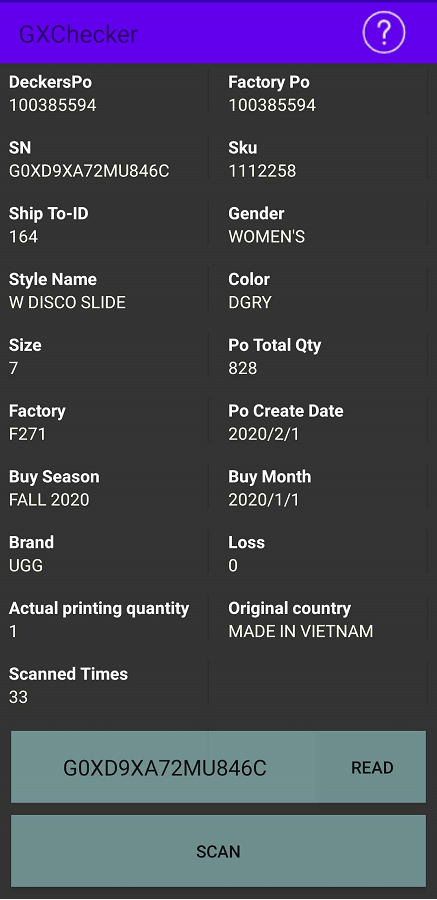 GXChecker ?
DeckersPo Factory Po
100385594 100385594
SN Sku
G0XD9XA72MU846C 1112258
Ship To-ID Gender
164 WOMEN'S
Style Name Color
W DISCO SLIDE DGRY
Size Po Total Qty
7 828
Factory Po Create Date
F271 2020/2/1
Buy Season Buy Month
FALL 2020 2020/1/1
Brand Loss
UGG 0
Actual printing quantity Original country
1 MADE IN VIETNAM
Scanned Times
33
G0XD9XA72MU846C READ
SCAN